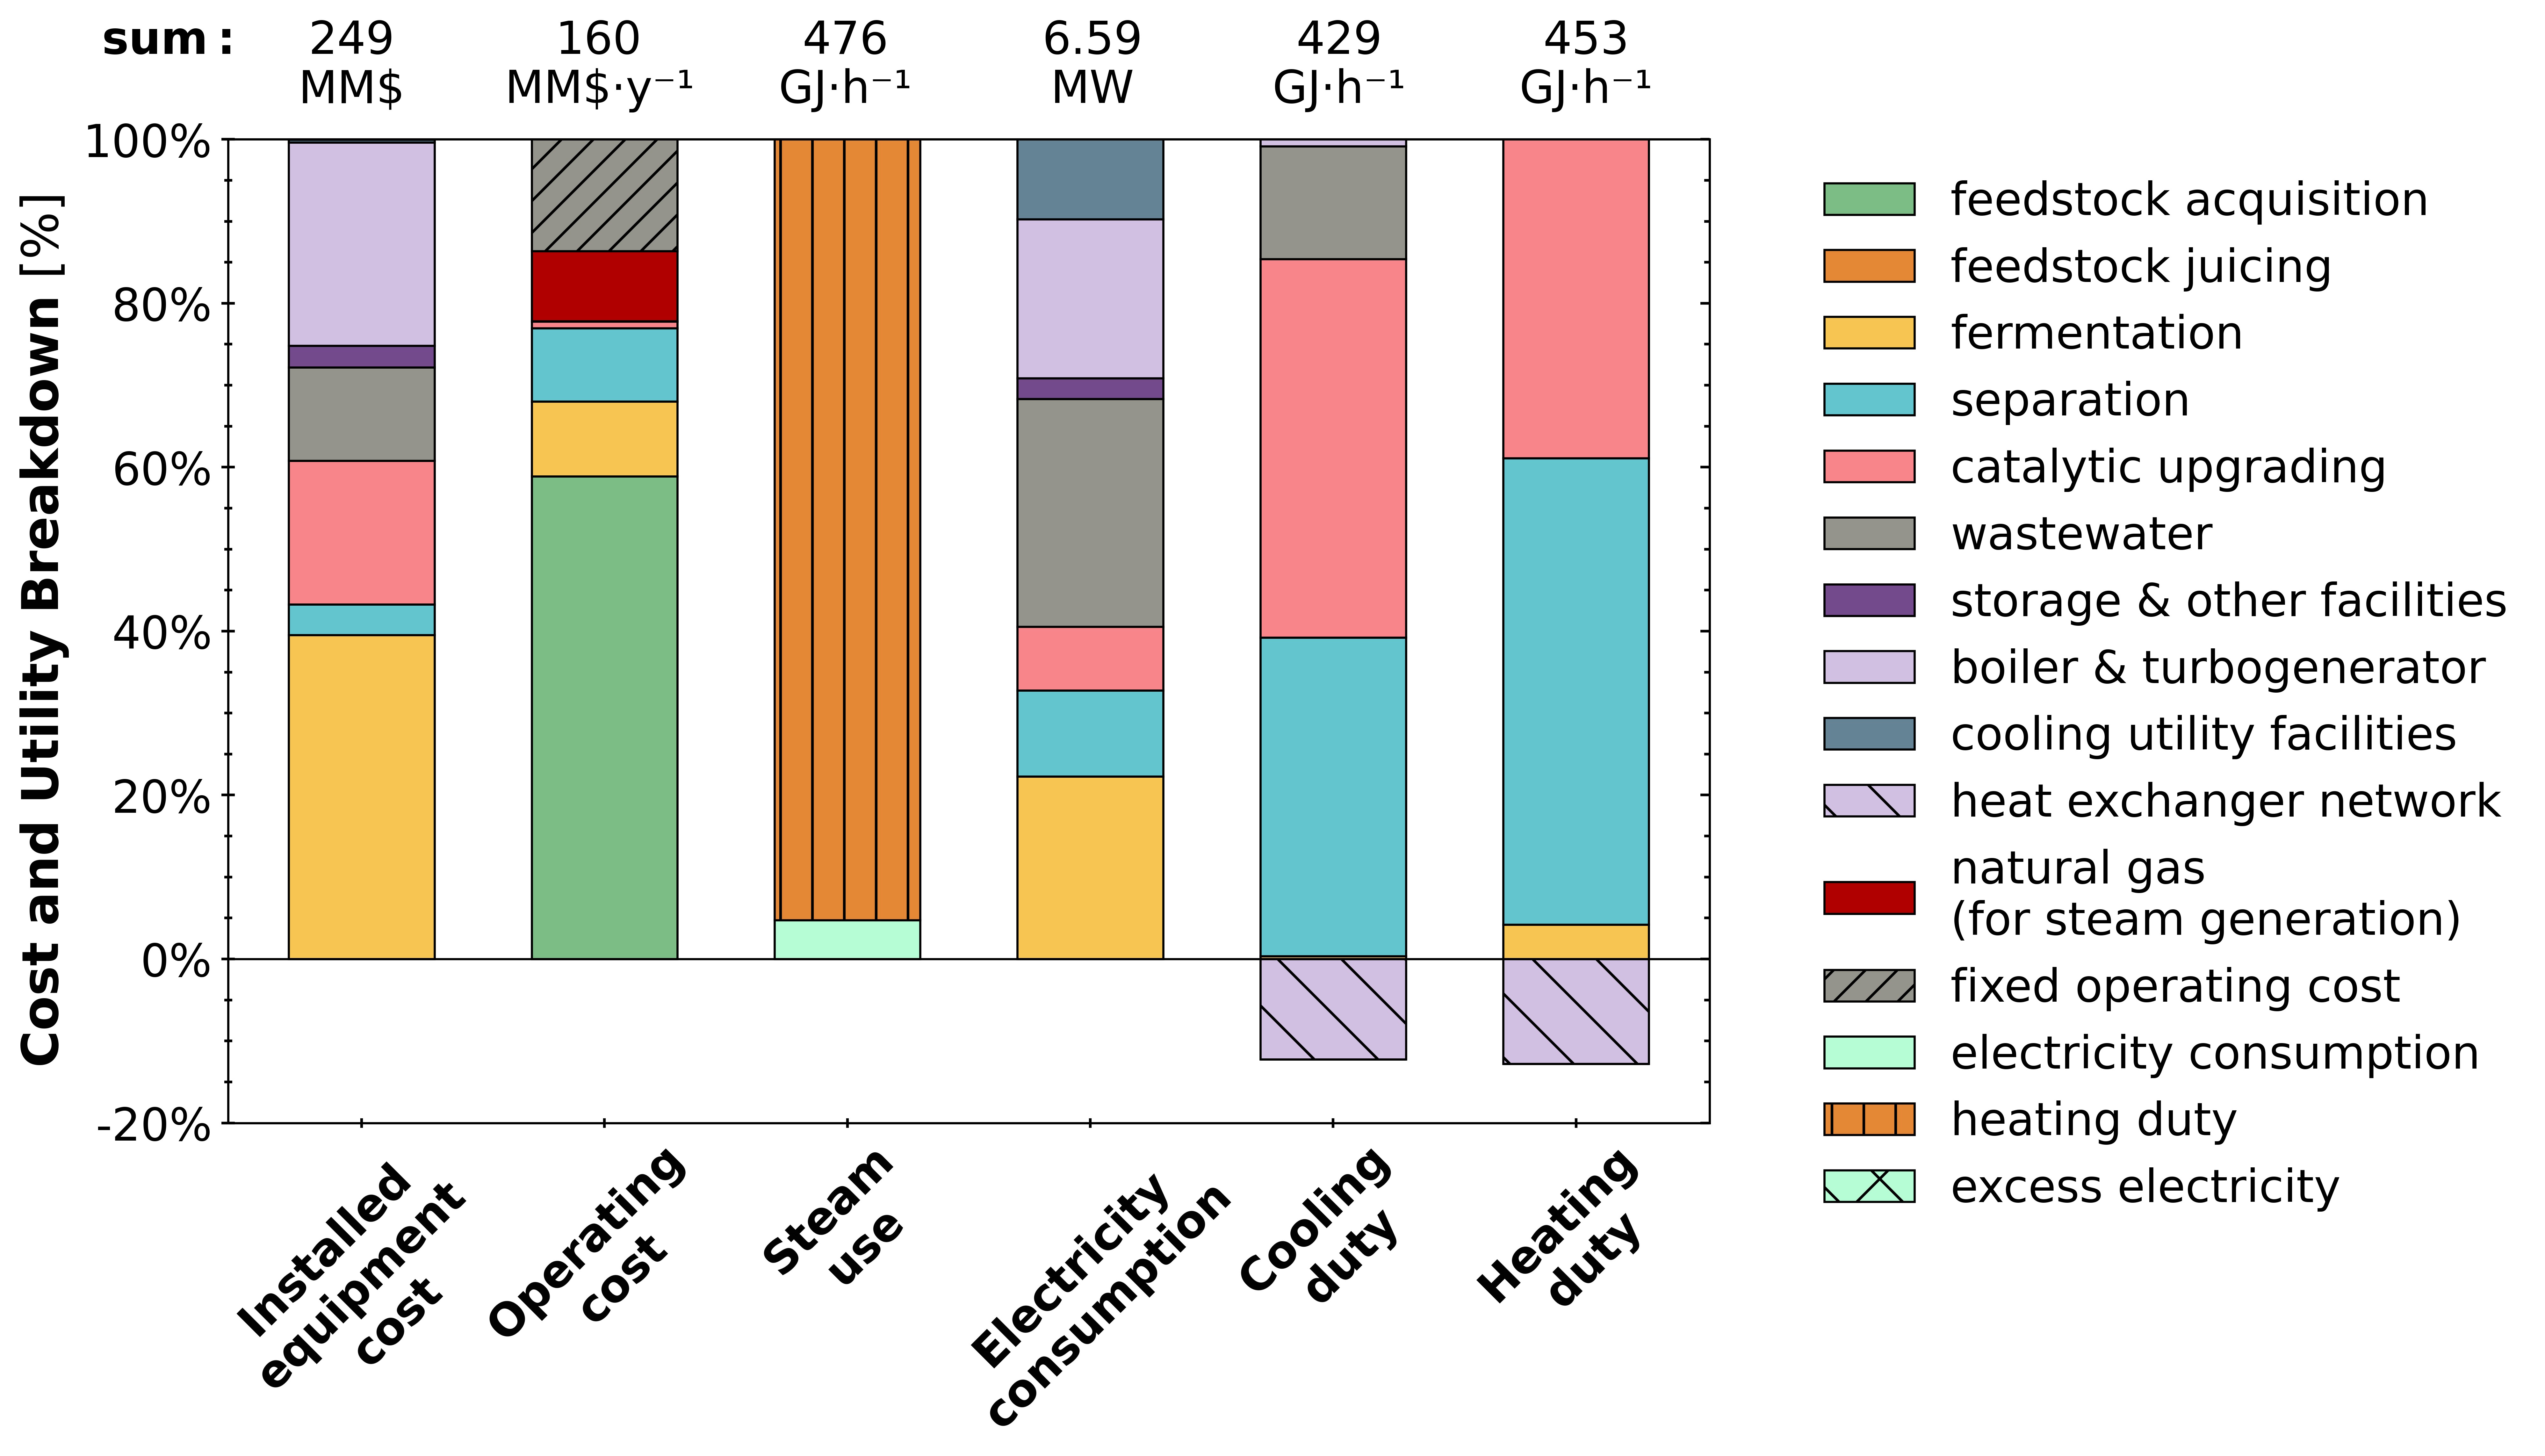 sum: 249 160 476 6.59 429 453
MM$ MM$·y⁻¹ GJ·h⁻¹ MW GJ·h⁻¹ GJ·h⁻¹
Cost and Utility Breakdown [%]
100%
80%
60%
40%
20%
0%
-20%
Installed
equipment
cost
Operating
cost
Steam
use
Electricity
consumption
Cooling
duty
Heating
duty
feedstock acquisition
feedstock juicing
fermentation
separation
catalytic upgrading
wastewater
storage & other facilities
boiler & turbogenerator
cooling utility facilities
heat exchanger network
natural gas
(for steam generation)
fixed operating cost
electricity consumption
heating duty
excess electricity